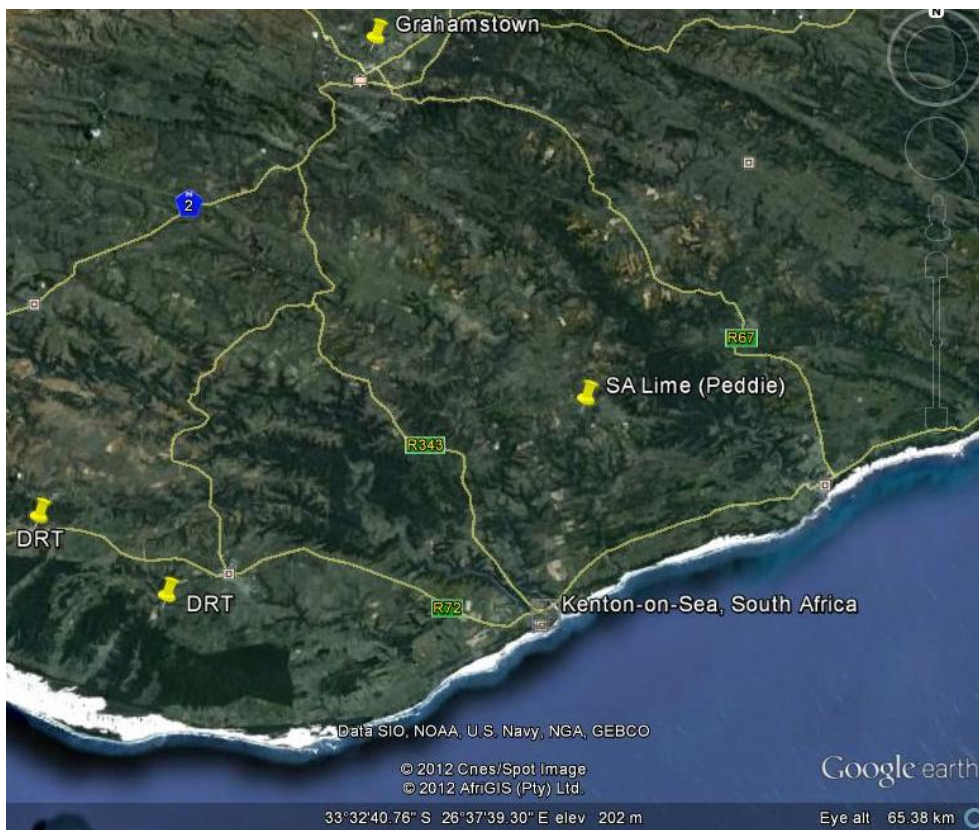 N
Grahamstown
N
2
R67
SA Lime (Peddie)
R343
DRT
DRT
R72
Kenton-on-Sea, South Africa
Data SIO, NOAA, U.S. Navy, NGA, GEBCO
© 2012 Cnes/Spot Image
© 2012 AfriGIS (Pty) Ltd.
Google earth
33°32'40.76" S 26°37'39.30" E elev 202 m
Eye alt 65.38 km